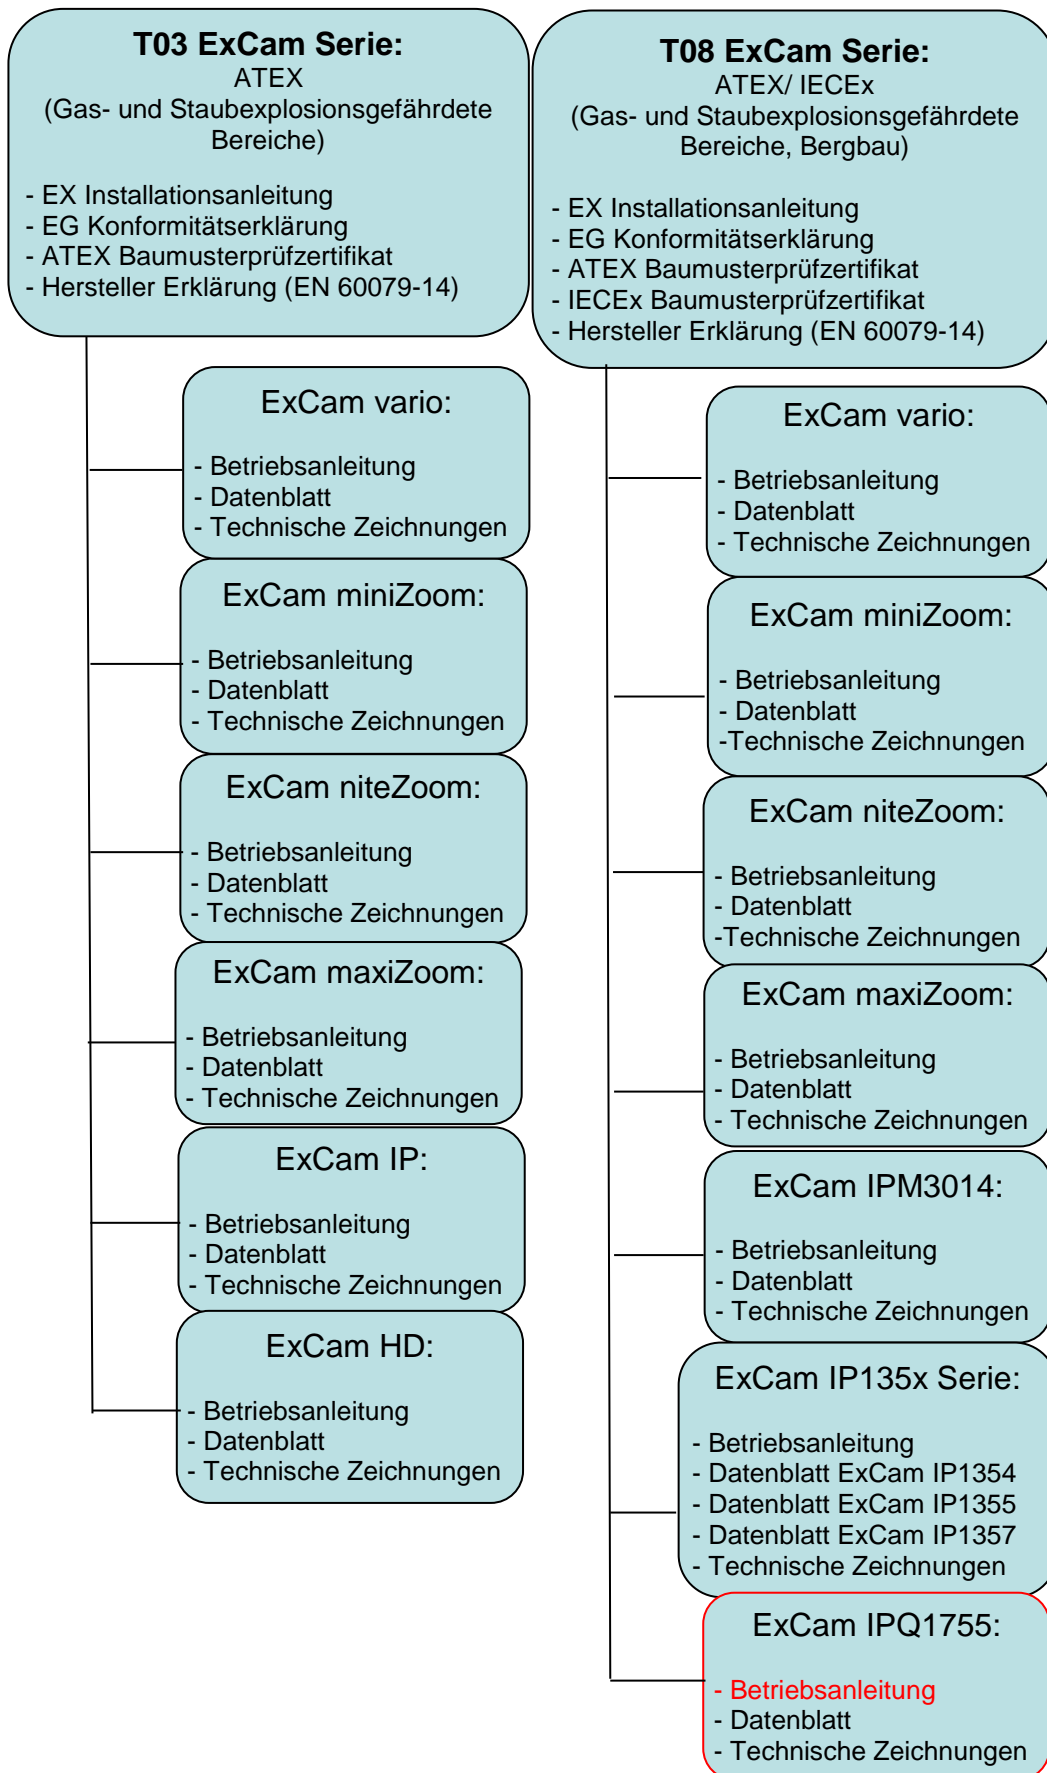 T03 ExCam Serie:
ATEX
(Gas- und Staubexplosionsgefährdete
Bereiche)
- EX Installationsanleitung
- EG Konformitätserklärung
- ATEX Baumusterprüfzertifikat
- Hersteller Erklärung (EN 60079-14)
ExCam vario:
- Betriebsanleitung
- Datenblatt
- Technische Zeichnungen
ExCam miniZoom:
- Betriebsanleitung
- Datenblatt
- Technische Zeichnungen
ExCam niteZoom:
- Betriebsanleitung
- Datenblatt
- Technische Zeichnungen
ExCam maxiZoom:
- Betriebsanleitung
- Datenblatt
- Technische Zeichnungen
ExCam IP:
- Betriebsanleitung
- Datenblatt
- Technische Zeichnungen
ExCam HD:
- Betriebsanleitung
- Datenblatt
- Technische Zeichnungen
T08 ExCam Serie:
ATEX/ IECEx
(Gas- und Staubexplosionsgefährdete
Bereiche, Bergbau)
- EX Installationsanleitung
- EG Konformitätserklärung
- ATEX Baumusterprüfzertifikat
- IECEx Baumusterprüfzertifikat
- Hersteller Erklärung (EN 60079-14)
ExCam vario:
- Betriebsanleitung
- Datenblatt
- Technische Zeichnungen
ExCam miniZoom:
- Betriebsanleitung
- Datenblatt
-Technische Zeichnungen
ExCam niteZoom:
- Betriebsanleitung
- Datenblatt
-Technische Zeichnungen
ExCam maxiZoom:
- Betriebsanleitung
- Datenblatt
- Technische Zeichnungen
ExCam IPM3014:
- Betriebsanleitung
- Datenblatt
- Technische Zeichnungen
ExCam IP135x Serie:
- Betriebsanleitung
- Datenblatt ExCam IP1354
- Datenblatt ExCam IP1355
- Datenblatt ExCam IP1357
- Technische Zeichnungen
ExCam IPQ1755:
- Betriebsanleitung
- Datenblatt
- Technische Zeichnungen